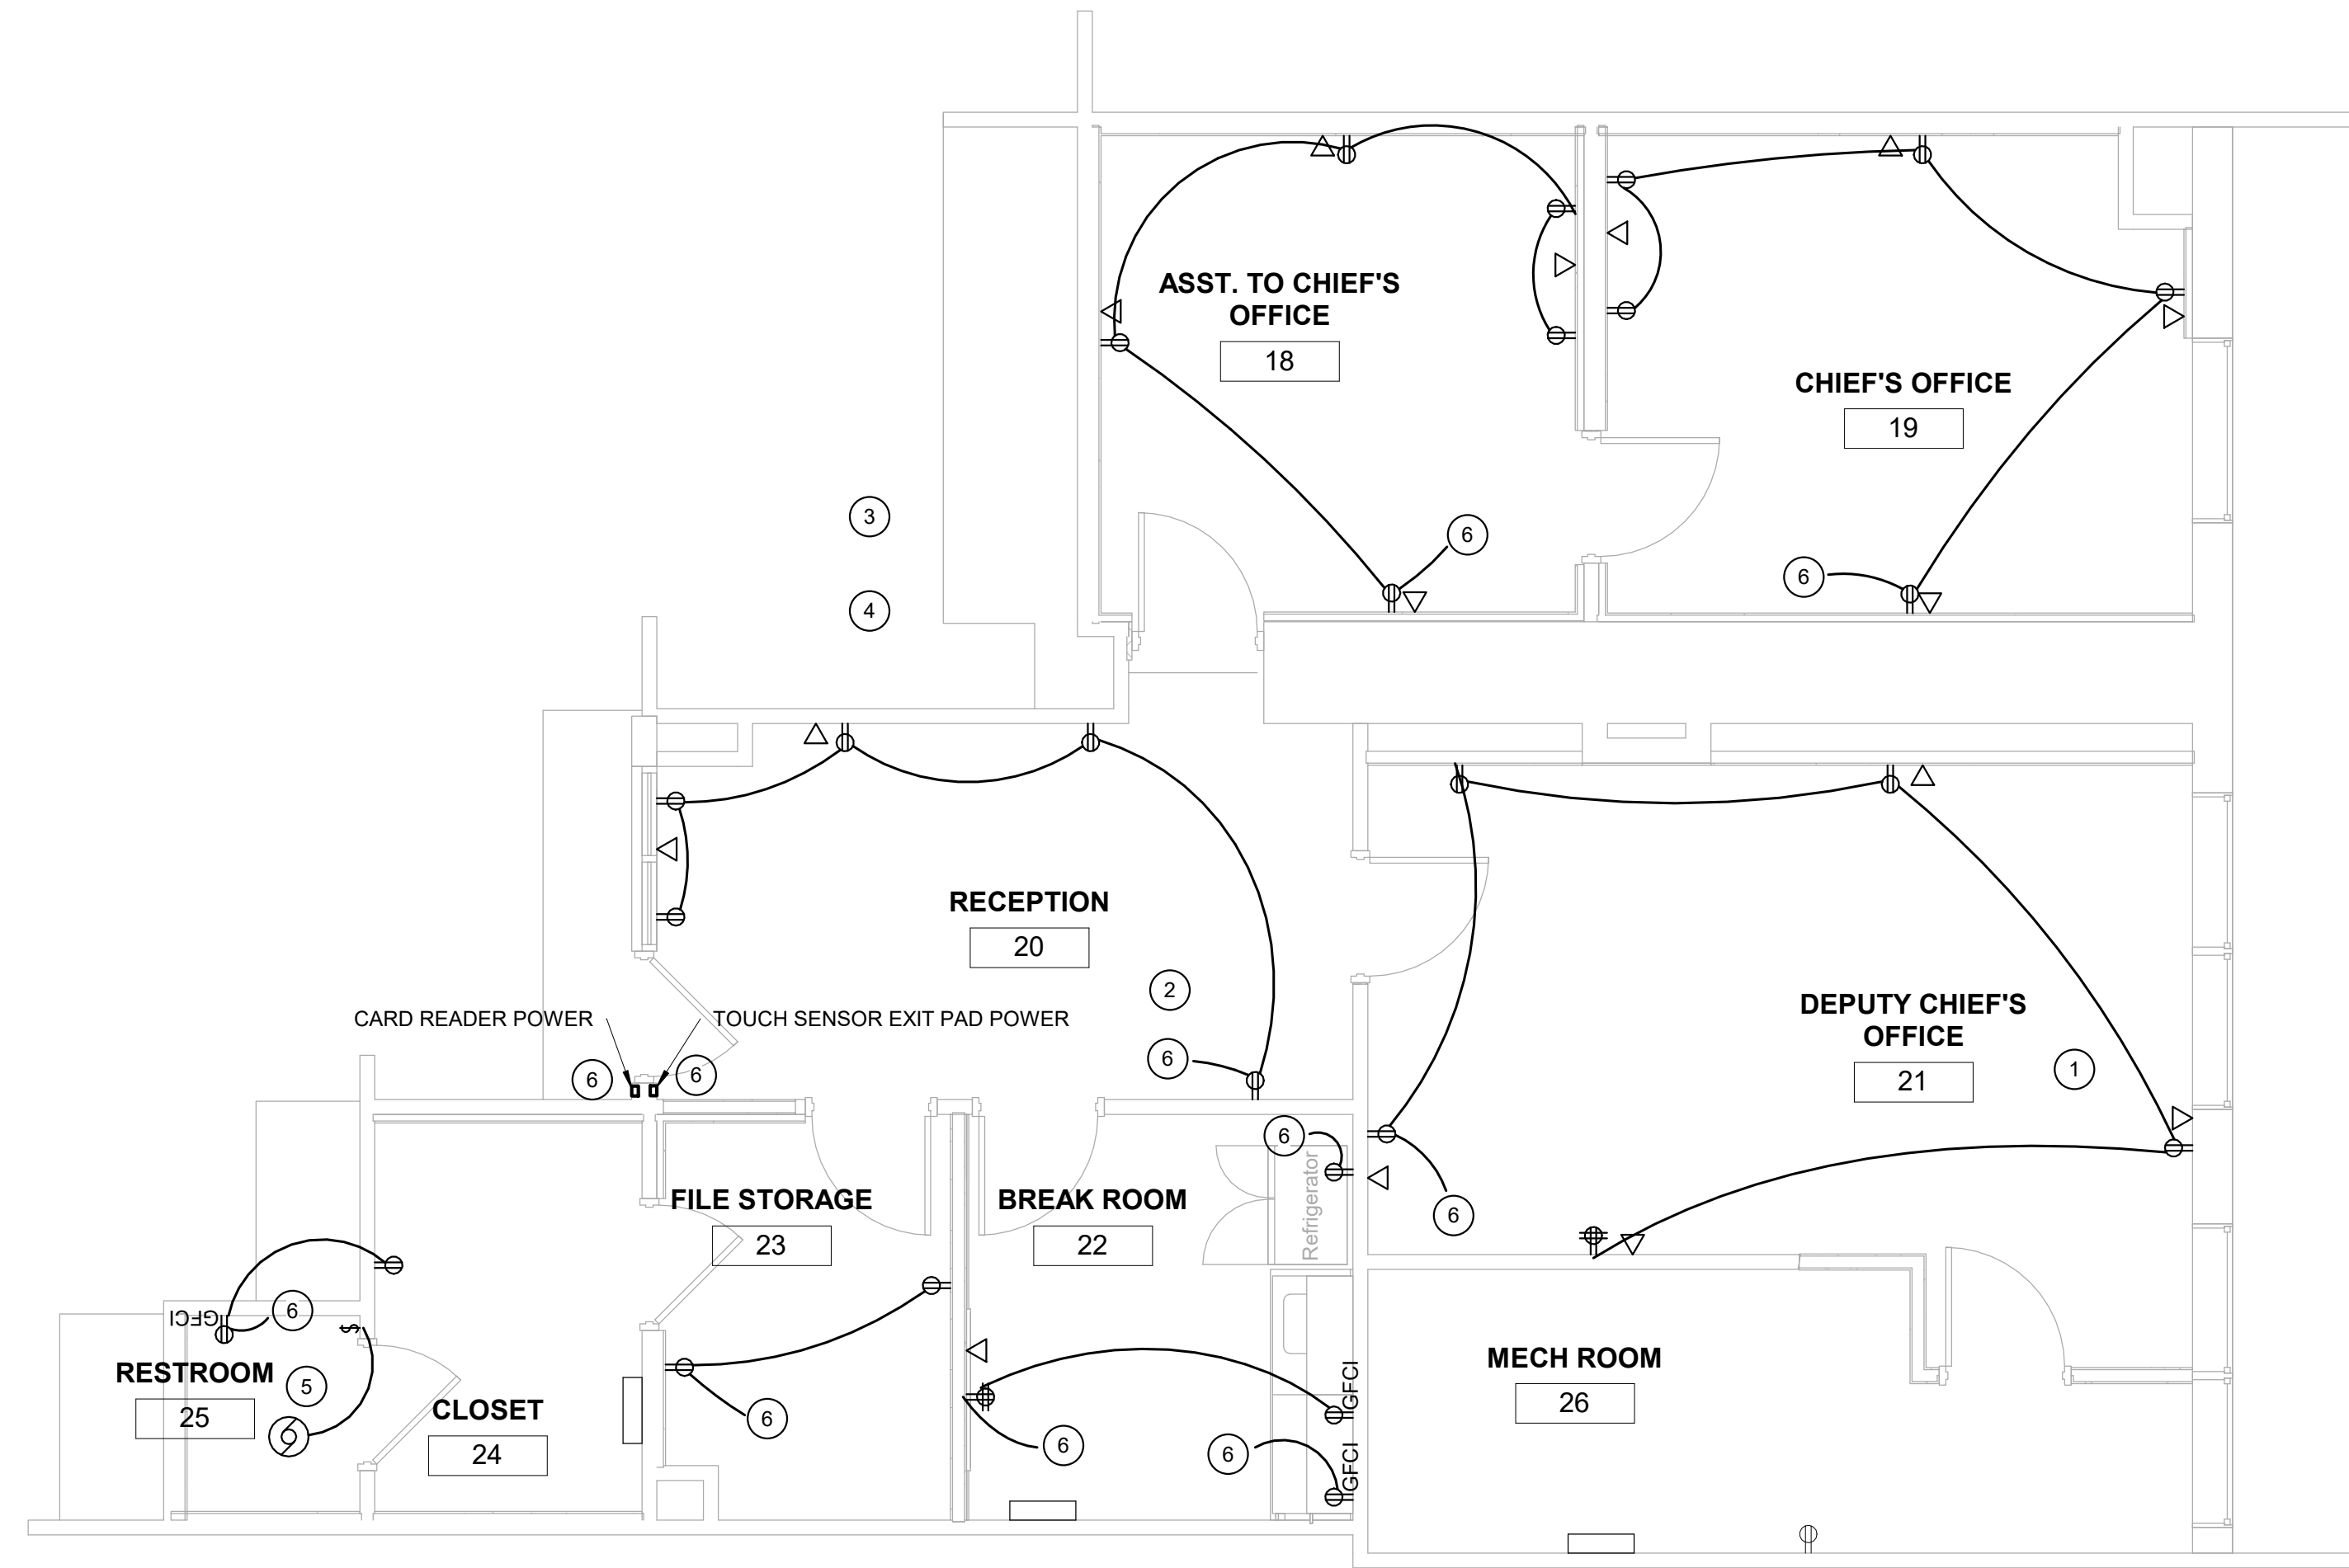 ASST. TO CHIEF'S
OFFICE
18
CHIEF'S OFFICE
19
3
6
6
4
RECEPTION
20
2
CARD READER POWER
TOUCH SENSOR EXIT PAD POWER
6
6
6
DEPUTY CHIEF'S
OFFICE
21
1
6
Refrigerator
6
FILE STORAGE
23
BREAK ROOM
22
GFCI
6
$
RESTROOM
25
5
CLOSET
24
6
6
GFCI
6
GFCI
MECH ROOM
26